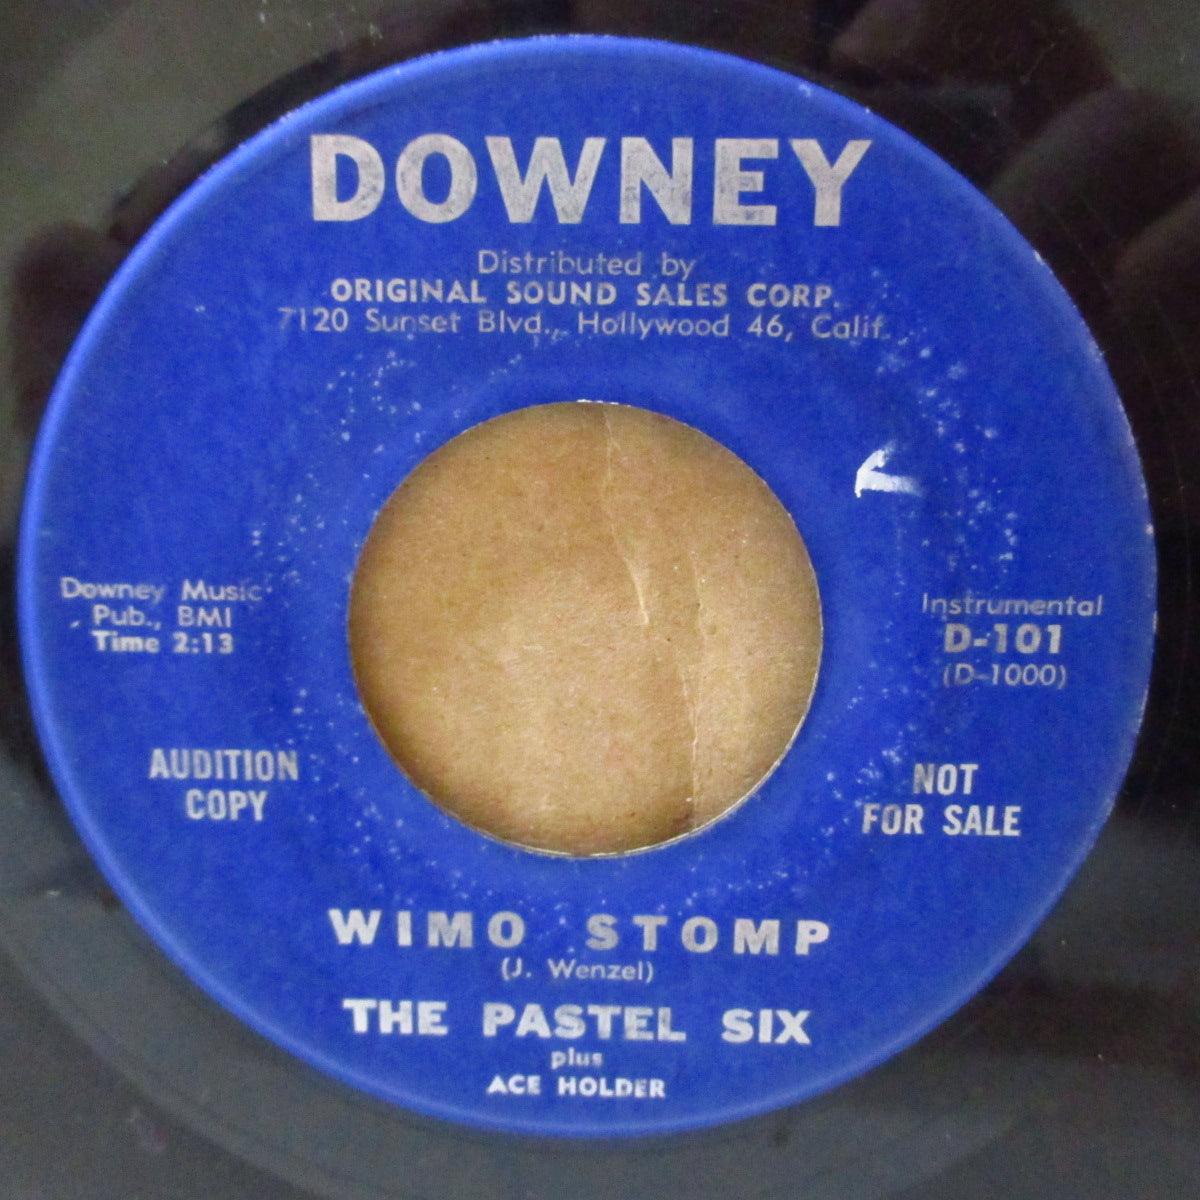 DOWNEY
Distributed by
ORIGINAL SOUND SALES CORP.
7120 Sunset Blvd., Hollywood 46, Calif.
Downey Music
Pub., BMI
Time 2:13
Instrumental
D-101
(D-1000)
AUDITION
COPY
NOT
FOR SALE
WIMO STOMP
(J. Wenzel)
THE PASTEL SIX
plus
ACE HOLDER